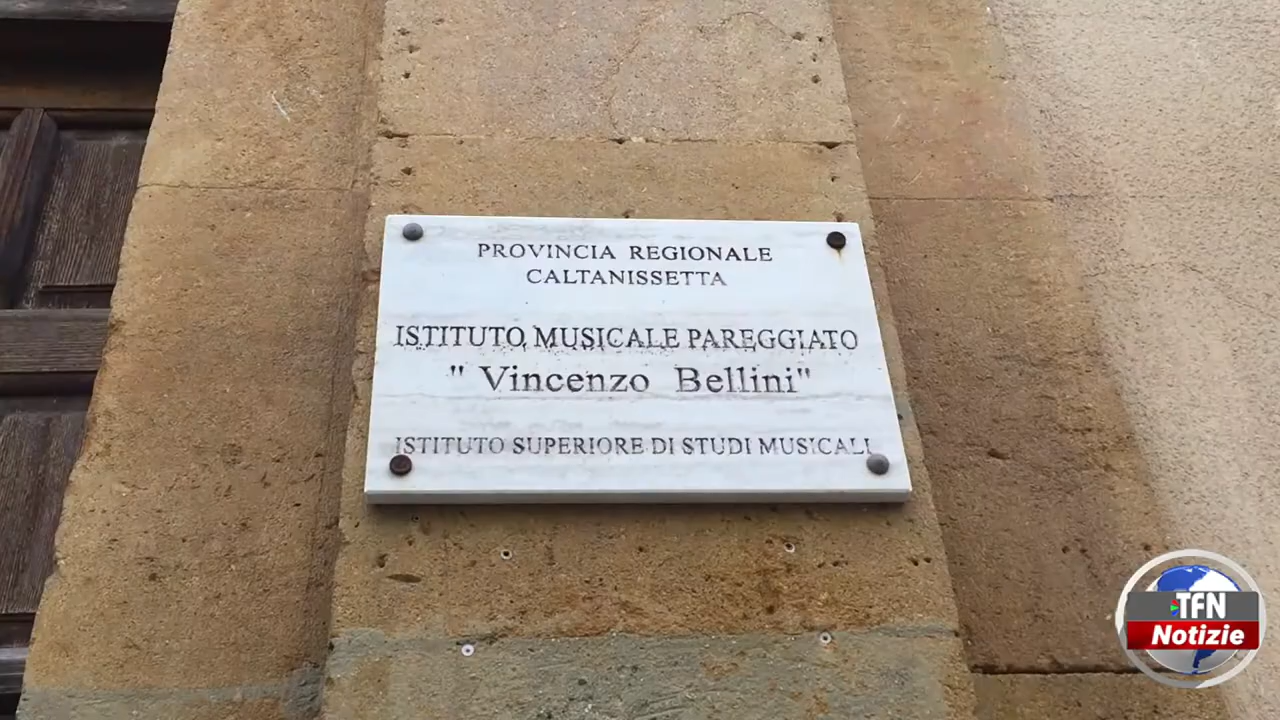 PROVINCIA REGIONALE
CALTANISSETTA
ISTITUTO MUSICALE PAREGGIATO
" Vincenzo Bellini"
ISTITUTO SUPERIORE DI STUDI MUSICALI
TFN
Notizie